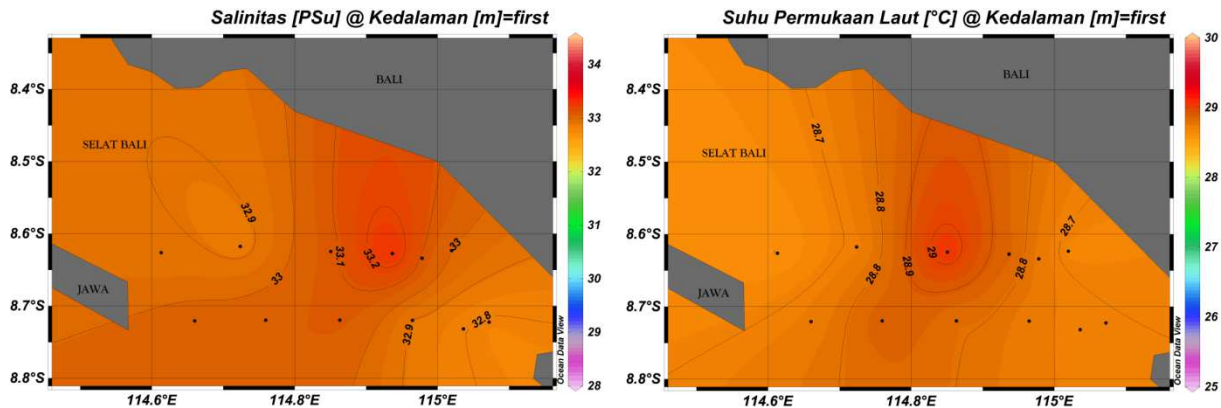 Salinitas [PSu] @ Kedalaman [m]=first
8.4°S
8.5°S
8.6°S
8.7°S
8.8°S
114.6°E
114.8°E
115°E
BALI
SELAT BALI
JAWA
32.9
33
33.1
33.2
33
32.9
32.8
34
33
32
31
30
29
28
Ocean Data View
Suhu Permukaan Laut [°C] @ Kedalaman [m]=first
8.4°S
8.5°S
8.6°S
8.7°S
8.8°S
114.6°E
114.8°E
115°E
BALI
SELAT BALI
JAWA
28.7
28.8
28.8
28.9
29
28.8
28.7
30
29
28
27
26
25
Ocean Data View